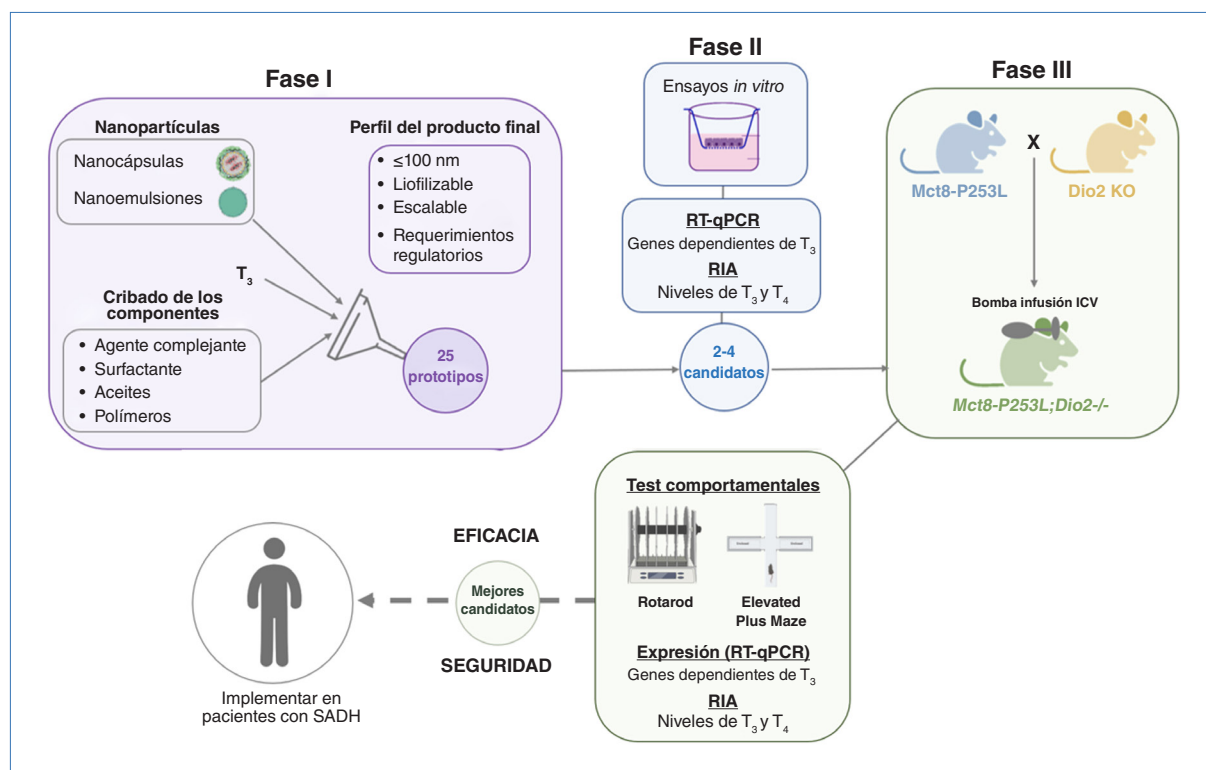 Fase I
Nanopartículas
Nanocápsulas
Nanoemulsiones
Perfil del producto final
• ≤100 nm
• Liofilizable
• Escalable
• Requerimientos
regulatorios
T₃
Cribado de los
componentes
• Agente complejante
• Surfactante
• Aceites
• Polímeros
25
prototipos
Fase II
Ensayos in vitro
RT-qPCR
Genes dependientes de T₃
RIA
Niveles de T₃ y T₄
2-4
candidatos
Fase III
X
Mct8-P253L
Dio2 KO
Bomba infusión ICV
Mct8-P253L;Dio2-/-
Test comportamentales
Rotarod
Elevated
Plus Maze
Expresión (RT-qPCR)
Genes dependientes de T₃
RIA
Niveles de T₃ y T₄
EFICACIA
Mejores
candidatos
SEGURIDAD
Implementar en
pacientes con SADH